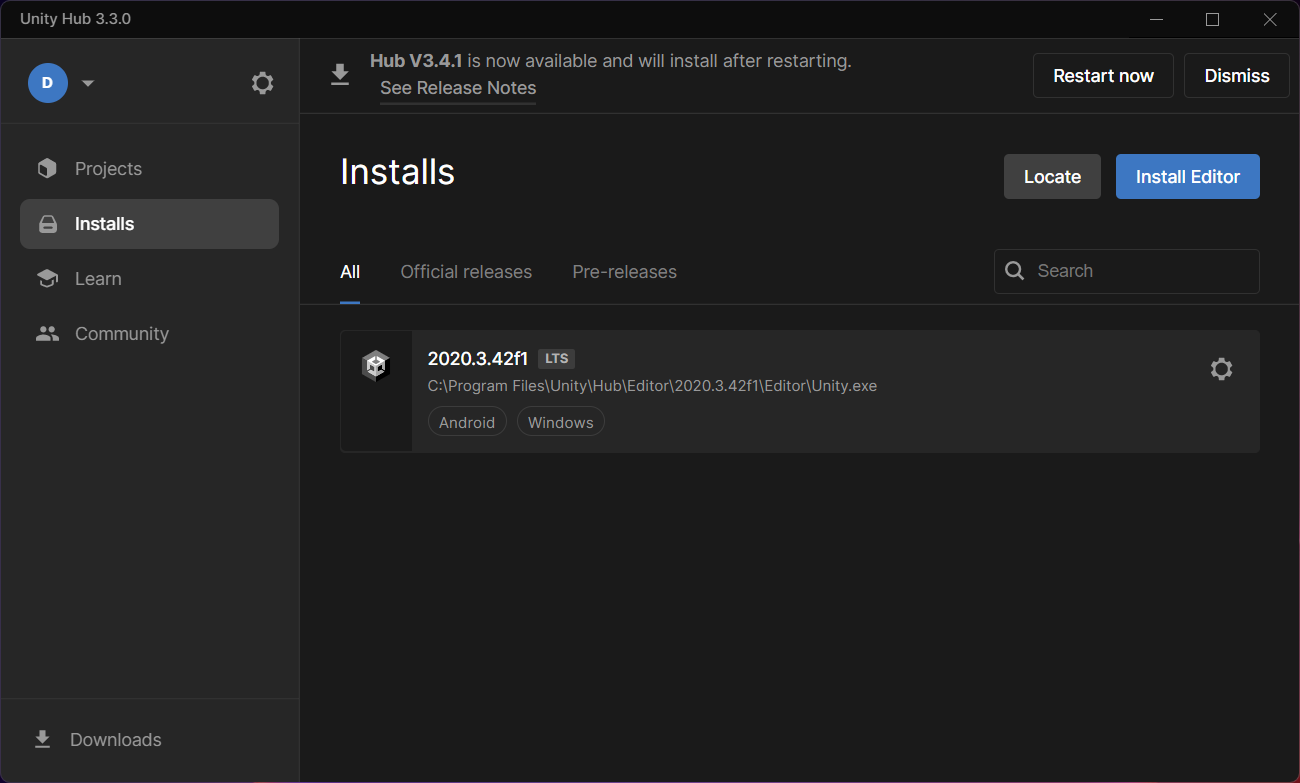 Unity Hub 3.3.0
D
Hub V3.4.1 is now available and will install after restarting.
See Release Notes
Restart now
Dismiss
Projects
Installs
Learn
Community
Downloads
Installs
Locate
Install Editor
All
Official releases
Pre-releases
Search
2020.3.42f1 LTS
C:\Program Files\Unity\Hub\Editor\2020.3.42f1\Editor\Unity.exe
Android
Windows